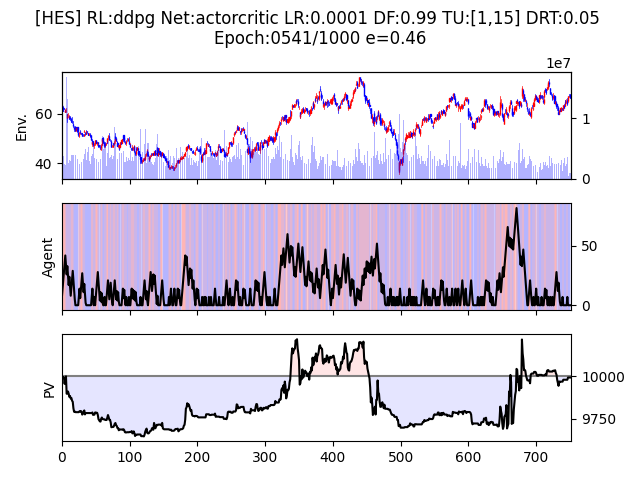 [HES] RL:ddpg Net:actorcritic LR:0.0001 DF:0.99 TU:[1,15] DRT:0.05
Epoch:0541/1000 e=0.46
1e7
Env.
60
40
1
0
Agent
50
0
PV
10000
9750
0 100 200 300 400 500 600 700